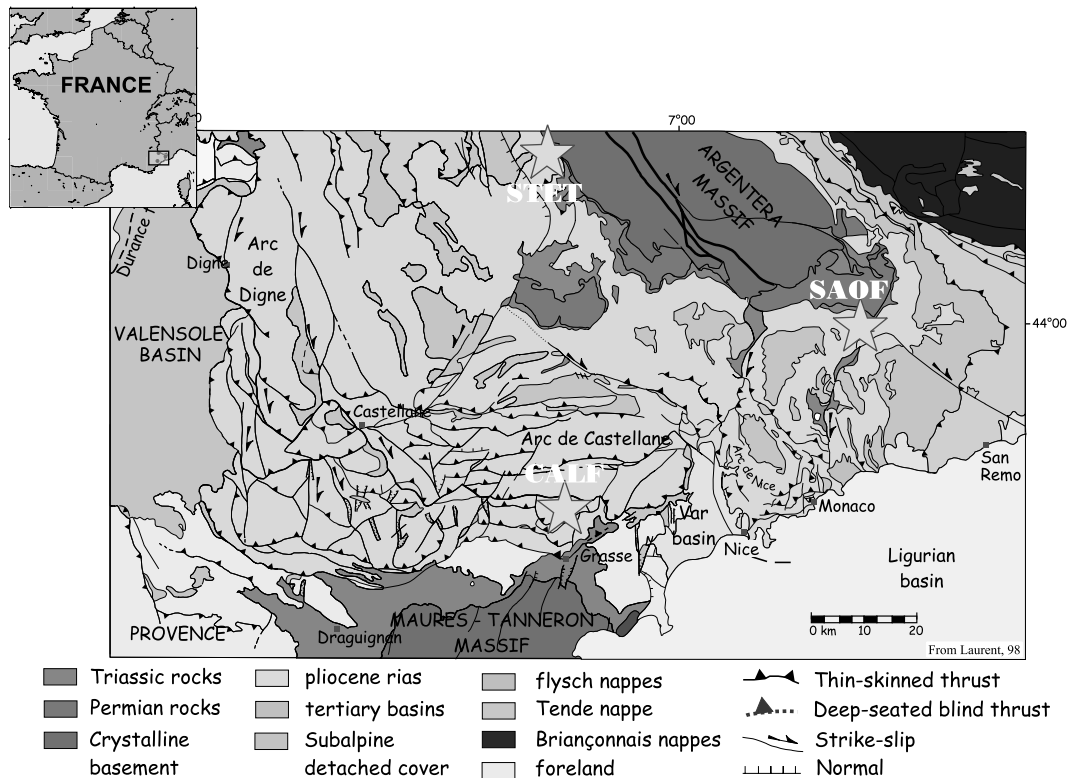 FRANCE
0
7°00
STET
ARGENTERA
MASSIF
Durance f
Digne
Arc
de
Digne
SAOF
44°00
VALENSOLE
BASIN
Castellane
Arc de Castellane
CALF
Arc de Nice
San
Remo
Monaco
Var
basin
Nice
Grasse
Ligurian
basin
PROVENCE
Draguignan
MAURES - TANNERON
MASSIF
0 km 10 20
From Laurent, 98
Triassic rocks
Permian rocks
Crystalline
basement
pliocene rias
tertiary basins
Subalpine
detached cover
flysch nappes
Tende nappe
Briançonnais nappes
foreland
Thin-skinned thrust
Deep-seated blind thrust
Strike-slip
Normal